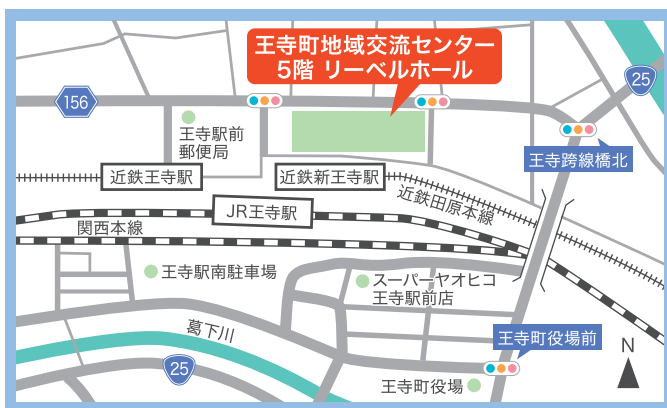 王寺町地域交流センター
5階 リーベルホール
25
156
王寺駅前
郵便局
王寺跨線橋北
近鉄王寺駅
近鉄新王寺駅
近鉄田原本線
JR王寺駅
関西本線
王寺駅南駐車場
スーパーヤオヒコ
王寺駅前店
葛下川
王寺町役場前
N
25
王寺町役場